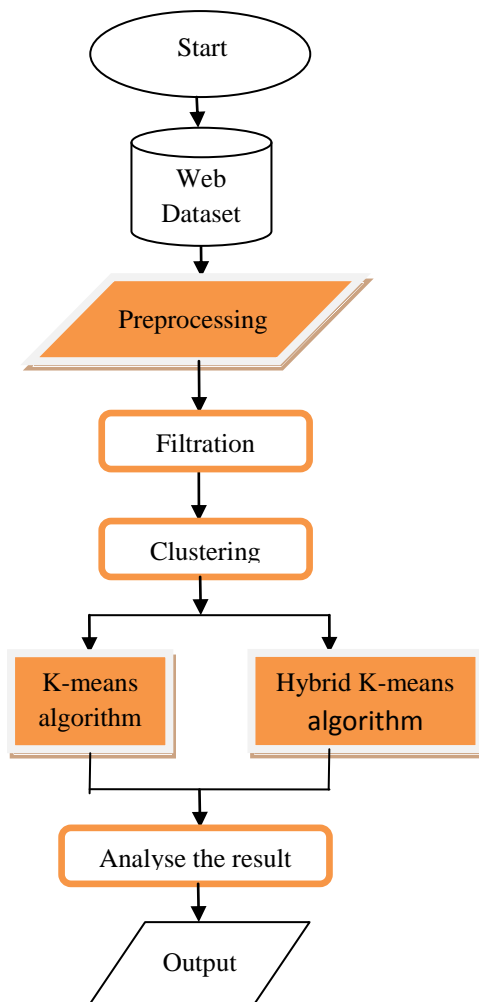 Start
Web
Dataset
Preprocessing
Filtration
Clustering
K-means
algorithm
Hybrid K-means
algorithm
Analyse the result
Output